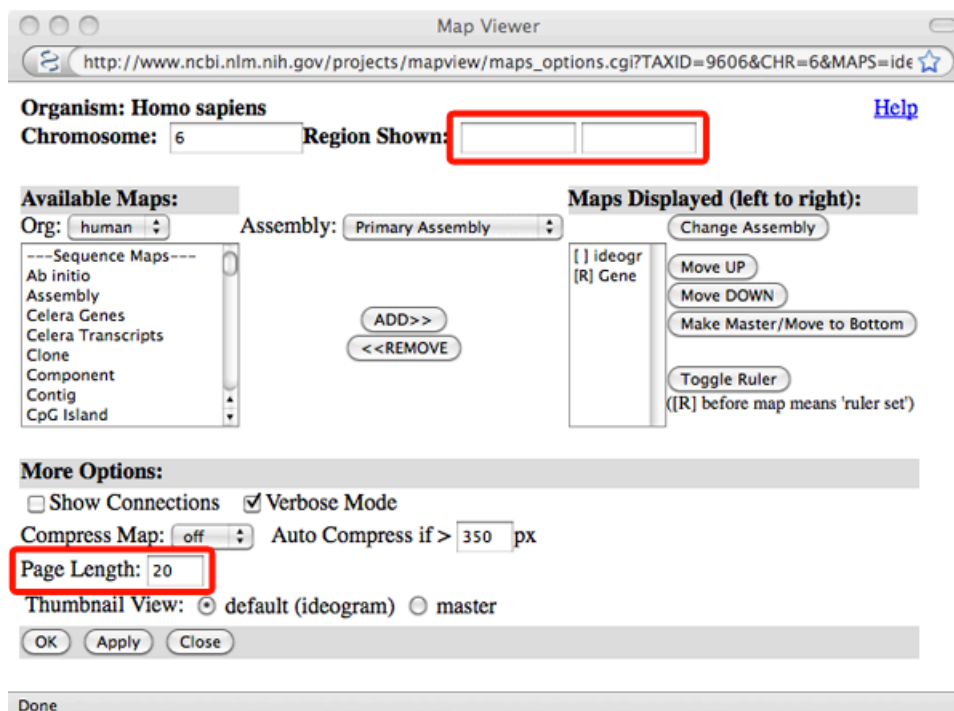 Map Viewer
http://www.ncbi.nlm.nih.gov/projects/mapview/maps_options.cgi?TAXID=9606&CHR=6&MAPS=ide
Organism: Homo sapiens Help
Chromosome: 6 Region Shown:
Available Maps: Maps Displayed (left to right):
Org: human Assembly: Primary Assembly Change Assembly
---Sequence Maps--- [ ] ideogr
Ab initio [R] Gene Move UP
Assembly Move DOWN
Celera Genes ADD>> Make Master/Move to Bottom
Celera Transcripts
Clone <<REMOVE
Component Toggle Ruler
Contig ([R] before map means 'ruler set')
CpG Island
More Options:
Show Connections Verbose Mode
Compress Map: off Auto Compress if > 350 px
Page Length: 20
Thumbnail View: default (ideogram) master
OK Apply Close
Done